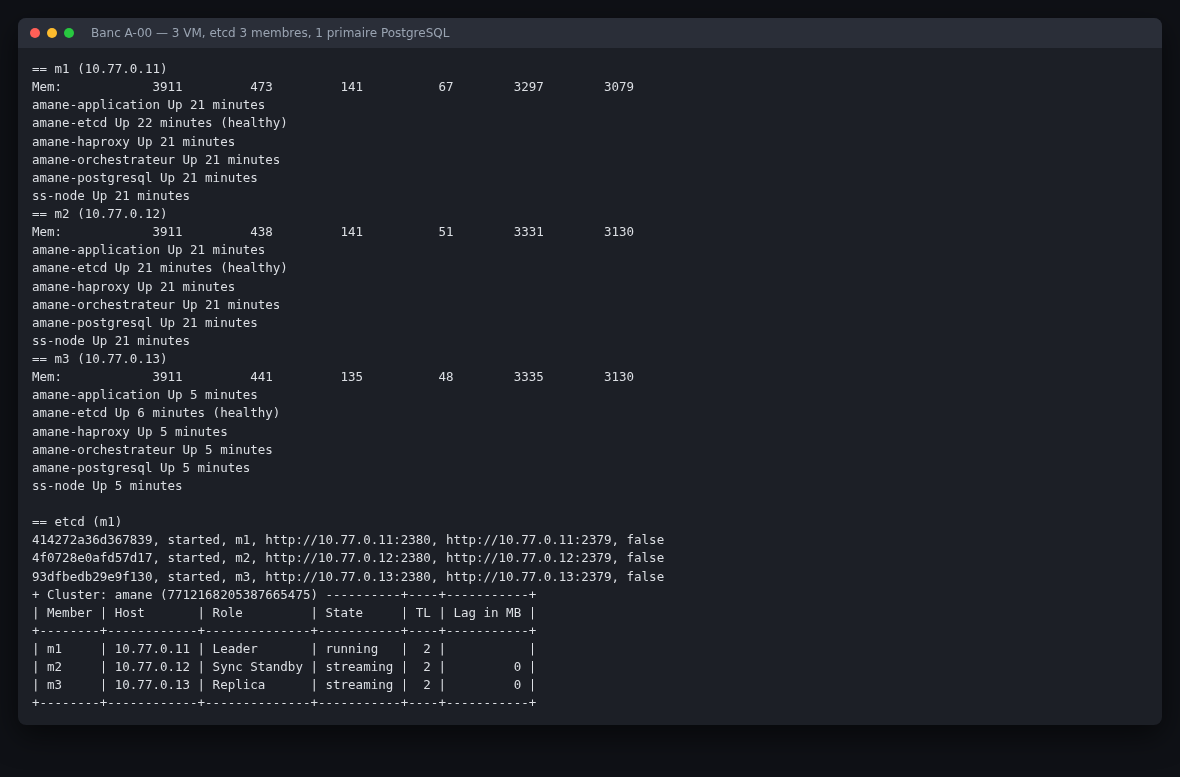 Banc A-00 — 3 VM, etcd 3 membres, 1 primaire PostgreSQL
== m1 (10.77.0.11)
Mem:            3911         473         141          67        3297        3079
amane-application Up 21 minutes
amane-etcd Up 22 minutes (healthy)
amane-haproxy Up 21 minutes
amane-orchestrateur Up 21 minutes
amane-postgresql Up 21 minutes
ss-node Up 21 minutes
== m2 (10.77.0.12)
Mem:            3911         438         141          51        3331        3130
amane-application Up 21 minutes
amane-etcd Up 21 minutes (healthy)
amane-haproxy Up 21 minutes
amane-orchestrateur Up 21 minutes
amane-postgresql Up 21 minutes
ss-node Up 21 minutes
== m3 (10.77.0.13)
Mem:            3911         441         135          48        3335        3130
amane-application Up 5 minutes
amane-etcd Up 6 minutes (healthy)
amane-haproxy Up 5 minutes
amane-orchestrateur Up 5 minutes
amane-postgresql Up 5 minutes
ss-node Up 5 minutes

== etcd (m1)
414272a36d367839, started, m1, http://10.77.0.11:2380, http://10.77.0.11:2379, false
4f0728e0afd57d17, started, m2, http://10.77.0.12:2380, http://10.77.0.12:2379, false
93dfbedb29e9f130, started, m3, http://10.77.0.13:2380, http://10.77.0.13:2379, false
+ Cluster: amane (7712168205387665475) ----------+----+-----------+
| Member | Host       | Role         | State     | TL | Lag in MB |
+--------+------------+--------------+-----------+----+-----------+
| m1     | 10.77.0.11 | Leader       | running   |  2 |           |
| m2     | 10.77.0.12 | Sync Standby | streaming |  2 |         0 |
| m3     | 10.77.0.13 | Replica      | streaming |  2 |         0 |
+--------+------------+--------------+-----------+----+-----------+